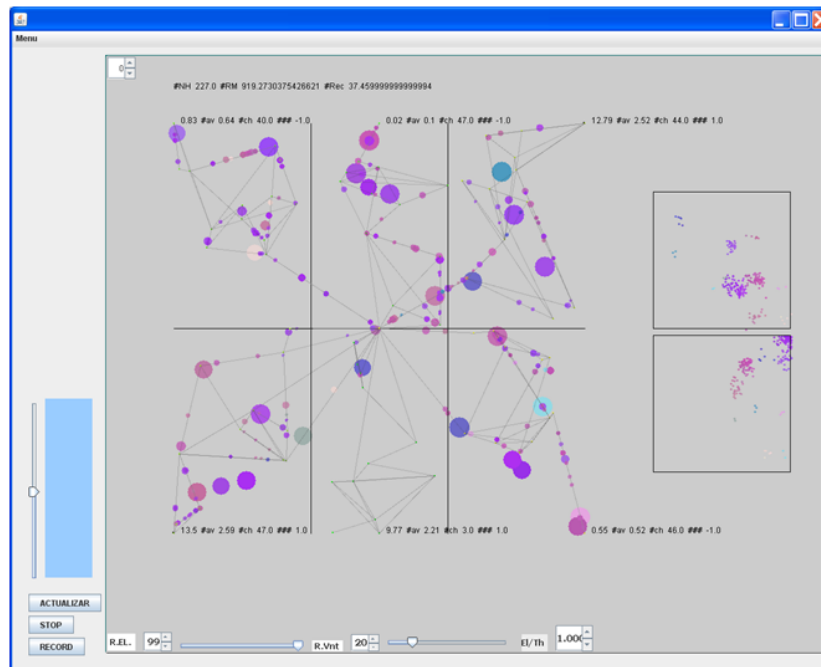 Menu
0
#NH 227.0 #RM 919.2730375426621 #Rec 37.459999999999994
0.83 #av 0.64 #ch 40.0 ### -1.0
0.02 #av 0.1 #ch 47.0 ### -1.0
12.79 #av 2.52 #ch 44.0 ### 1.0
13.5 #av 2.59 #ch 47.0 ### 1.0
9.77 #av 2.21 #ch 3.0 ### 1.0
0.55 #av 0.52 #ch 46.0 ### -1.0
ACTUALIZAR
STOP
RECORD
R.EL. 99
R.Vnt 20
El/Th 1.000